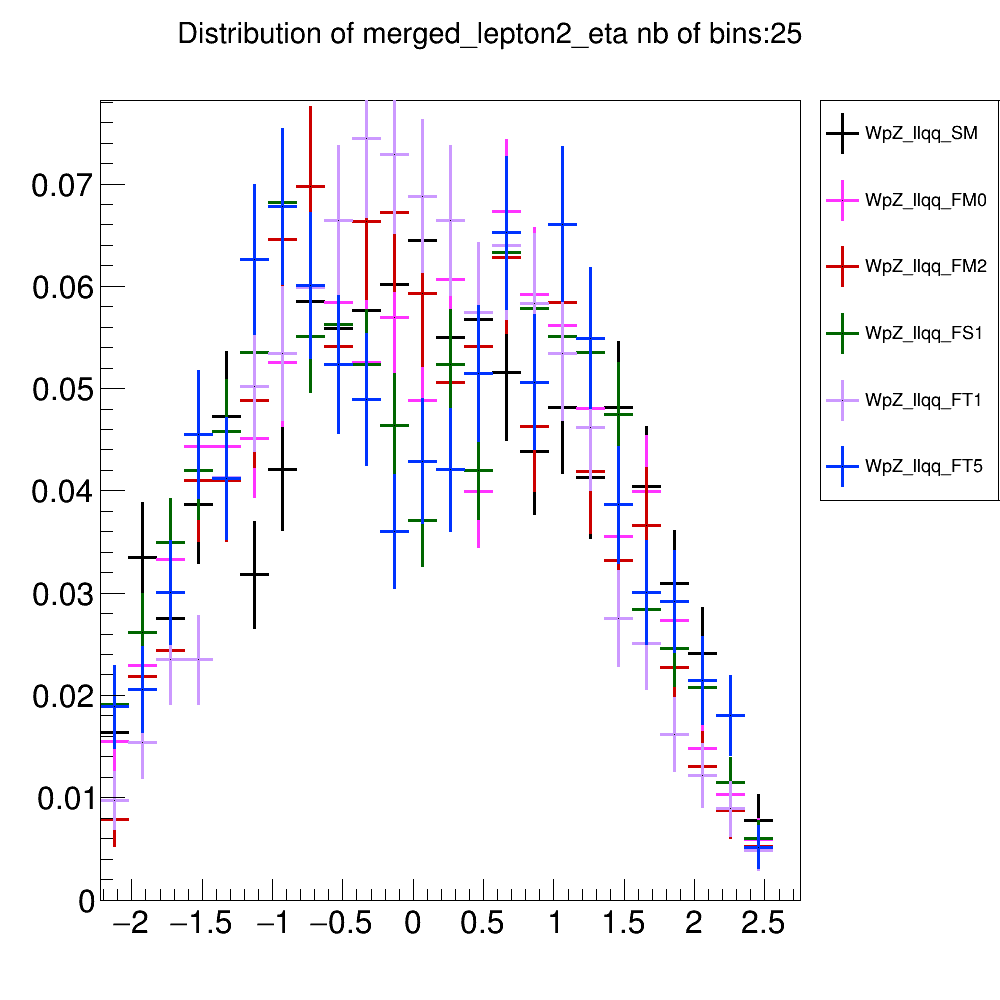 Distribution of merged_lepton2_eta nb of bins:25
0.07
0.06
0.05
0.04
0.03
0.02
0.01
0
−2 −1.5 −1 −0.5 0 0.5 1 1.5 2 2.5
WpZ_llqq_SM
WpZ_llqq_FM0
WpZ_llqq_FM2
WpZ_llqq_FS1
WpZ_llqq_FT1
WpZ_llqq_FT5